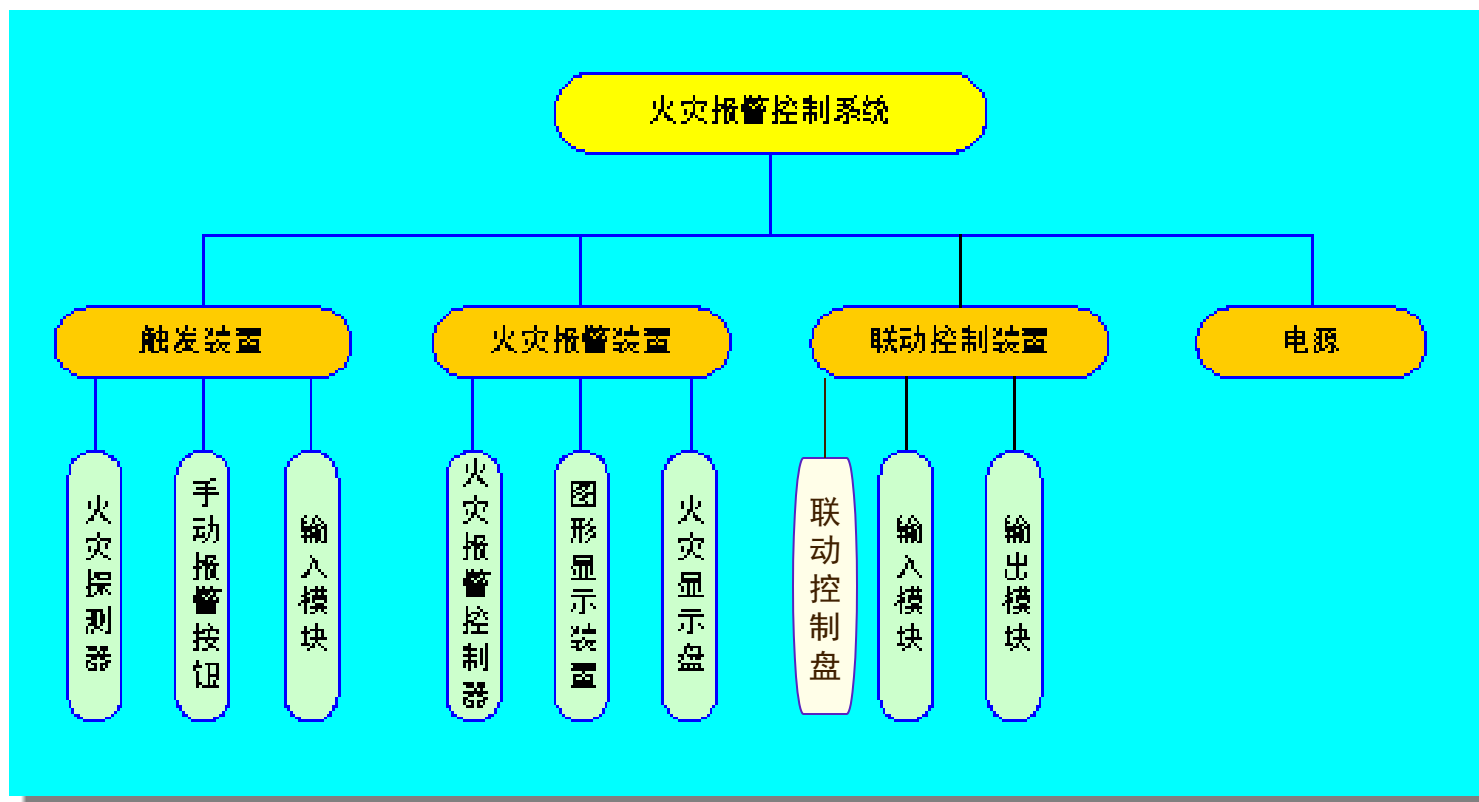 火灾报警控制系统
触发装置
火灾报警装置
联动控制装置
电源
火灾探测器
手动报警按钮
输入模块
火灾报警控制器
图形显示装置
火灾显示盘
联动控制盘
输入模块
输出模块